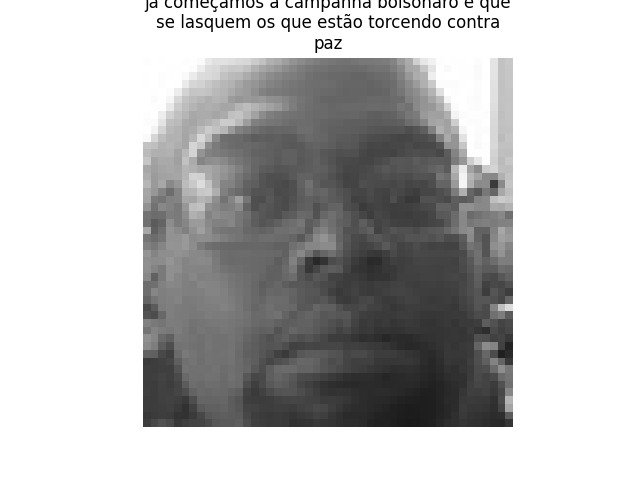 já começamos a campanha bolsonaro e que
se lasquem os que estão torcendo contra
paz